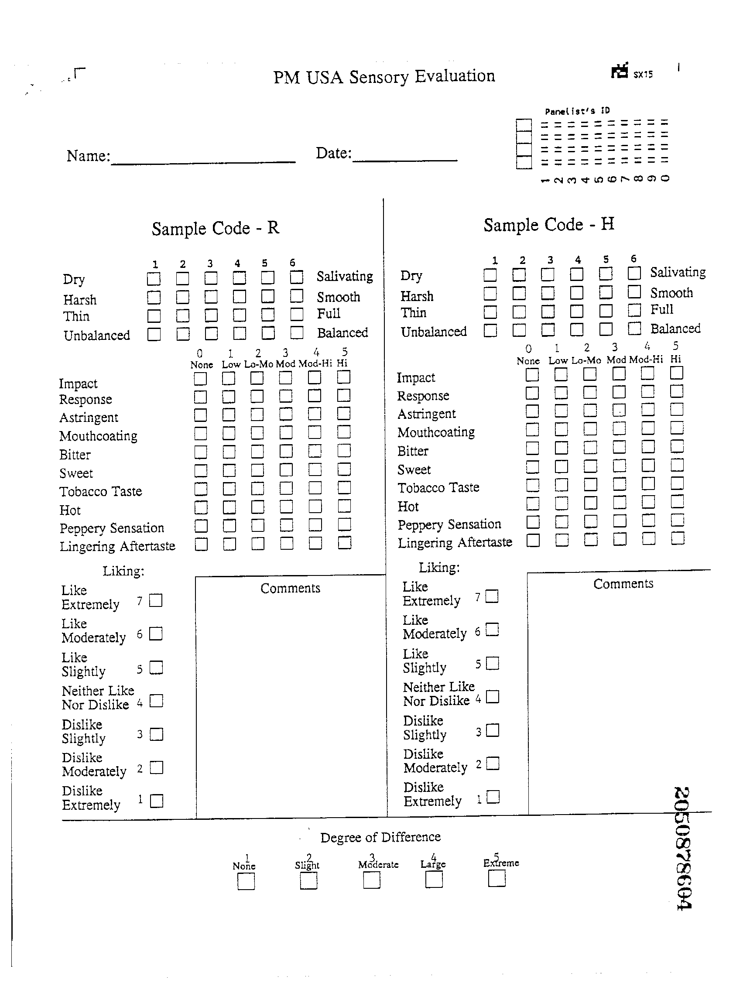 PM USA Sensory Evaluation
SX15
Panelist's ID
Name: Date:
1 2 3 4 5 6 7 8 9 0
Sample Code - R
1 2 3 4 5 6
Dry Salivating
Harsh Smooth
Thin Full
Unbalanced Balanced
0 1 2 3 4 5
None Low Lo-Mo Mod Mod-Hi Hi
Impact
Response
Astringent
Mouthcoating
Bitter
Sweet
Tobacco Taste
Hot
Peppery Sensation
Lingering Aftertaste
Liking:
Like
Extremely 7
Like
Moderately 6
Like
Slightly 5
Neither Like
Nor Dislike 4
Dislike
Slightly 3
Dislike
Moderately 2
Dislike
Extremely 1
Comments
Sample Code - H
1 2 3 4 5 6
Dry Salivating
Harsh Smooth
Thin Full
Unbalanced Balanced
0 1 2 3 4 5
None Low Lo-Mo Mod Mod-Hi Hi
Impact
Response
Astringent
Mouthcoating
Bitter
Sweet
Tobacco Taste
Hot
Peppery Sensation
Lingering Aftertaste
Liking:
Like
Extremely 7
Like
Moderately 6
Like
Slightly 5
Neither Like
Nor Dislike 4
Dislike
Slightly 3
Dislike
Moderately 2
Dislike
Extremely 1
Comments
Degree of Difference
1 2 3 4 5
None Slight Moderate Large Extreme
2050878604